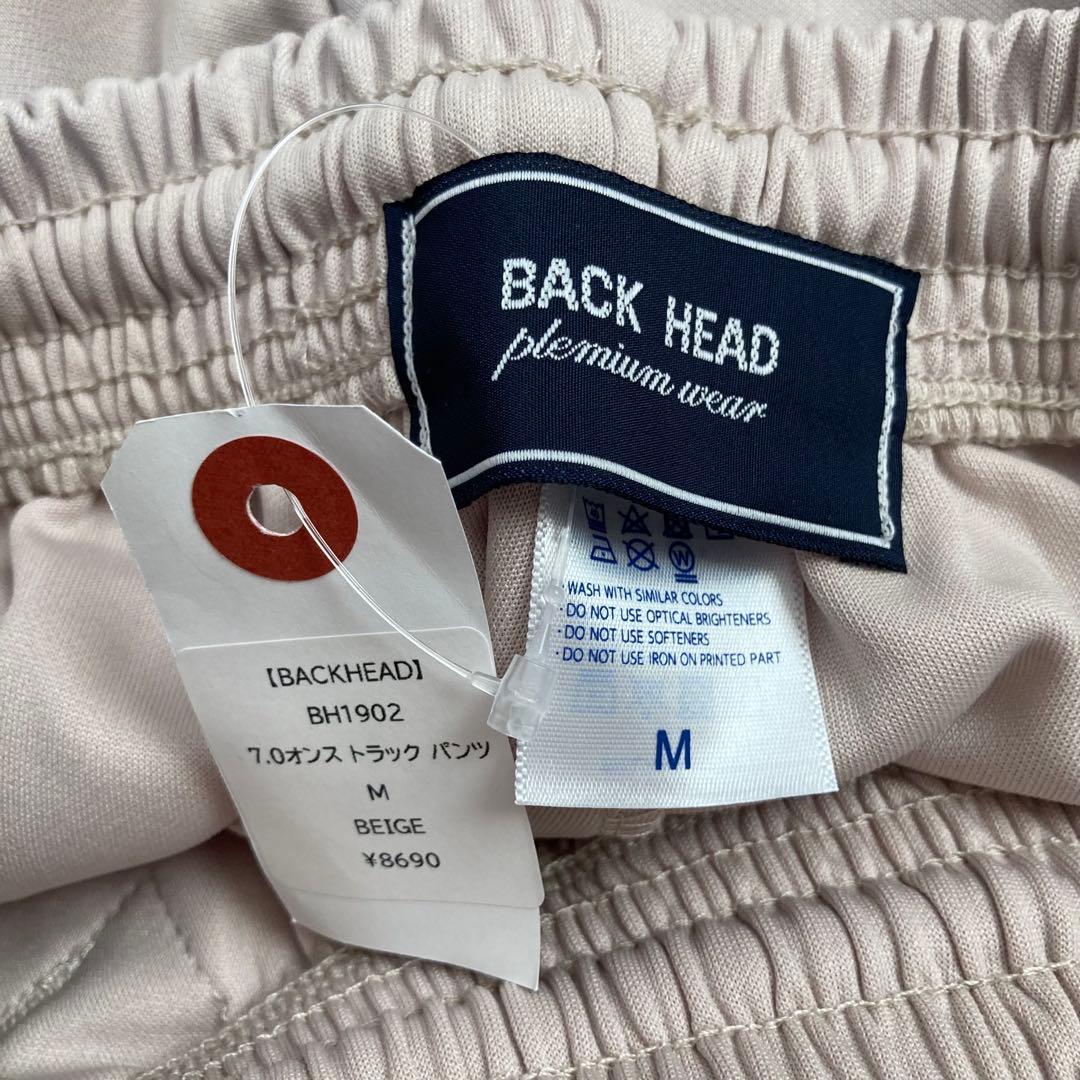 BACK HEAD
plemium wear
· WASH WITH SIMILAR COLORS
· DO NOT USE OPTICAL BRIGHTENERS
· DO NOT USE SOFTENERS
· DO NOT USE IRON ON PRINTED PART
M
【BACKHEAD】
BH1902
7.0オンス トラック パンツ
M
BEIGE
¥8690